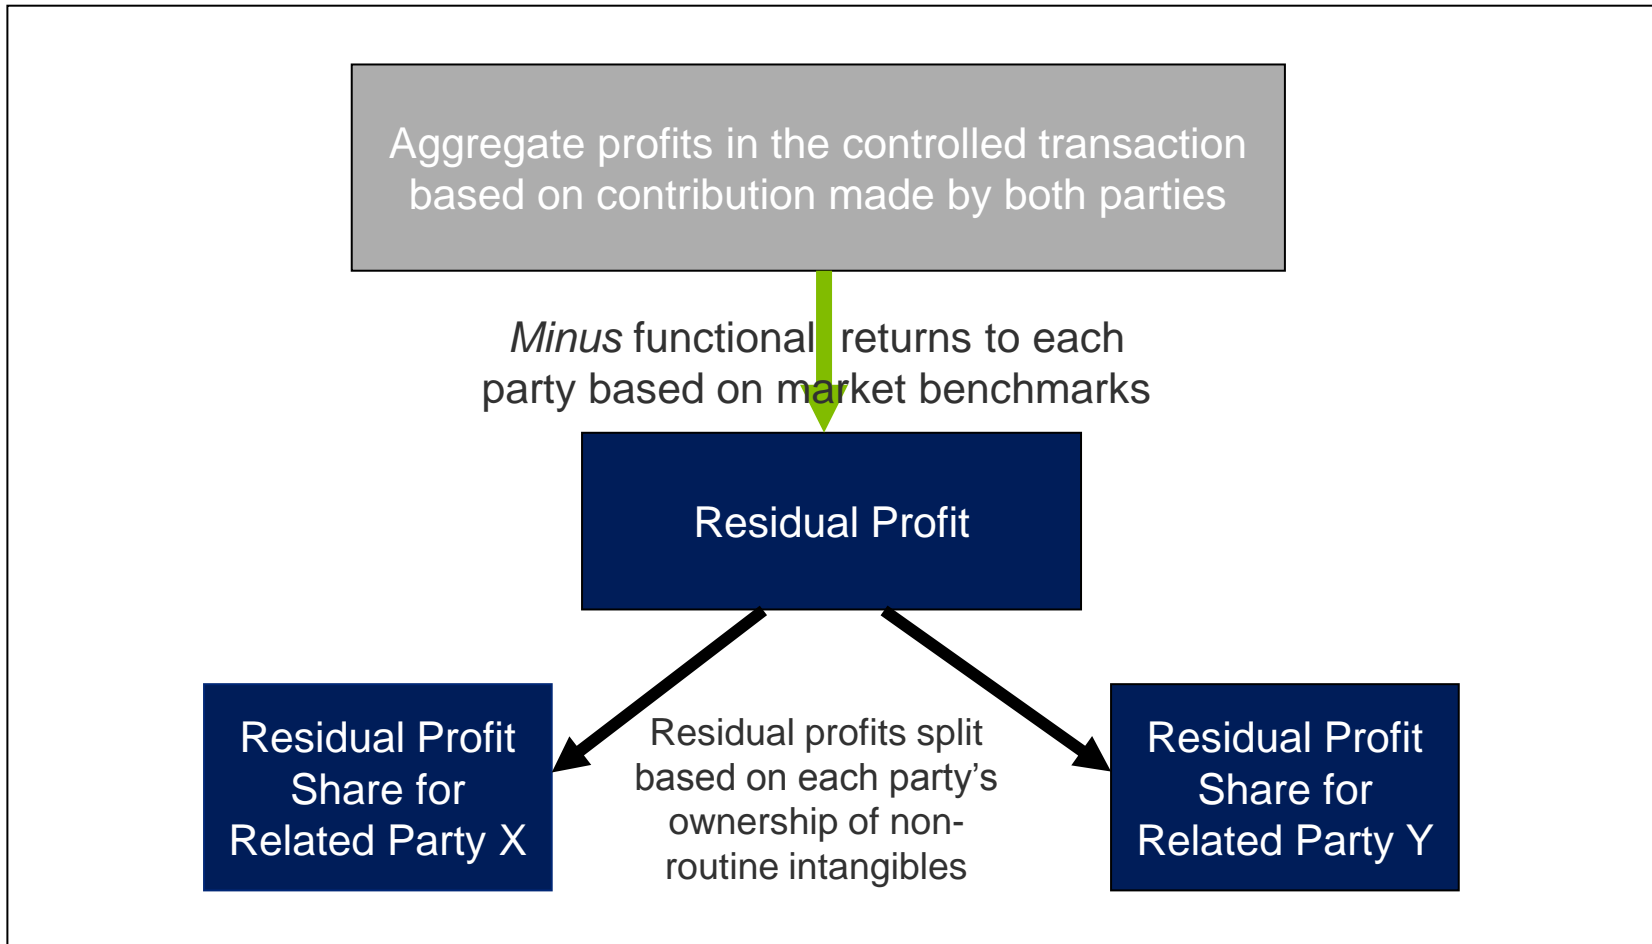 Aggregate profits in the controlled transaction
based on contribution made by both parties
Minus functional returns to each
party based on market benchmarks
Residual Profit
Residual Profit
Share for
Related Party X
Residual profits split
based on each party’s
ownership of non-
routine intangibles
Residual Profit
Share for
Related Party Y